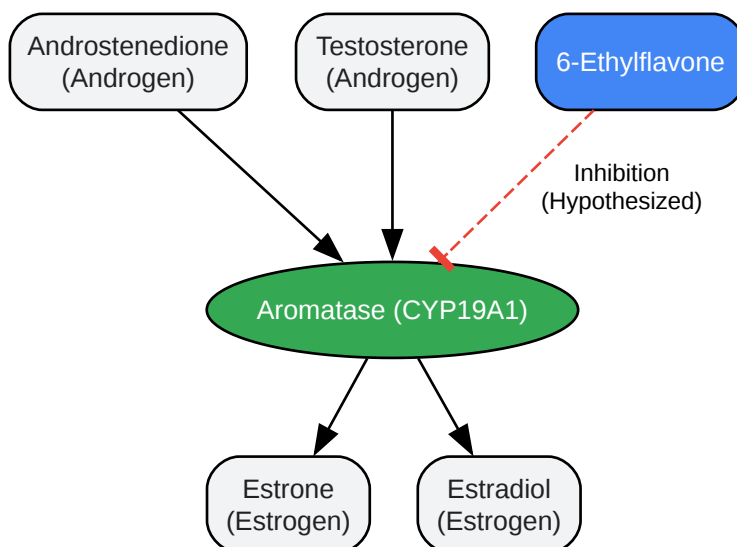 Androstenedione
(Androgen)
Testosterone
(Androgen)
6-Ethylflavone
Inhibition
(Hypothesized)
Aromatase (CYP19A1)
Estrone
(Estrogen)
Estradiol
(Estrogen)